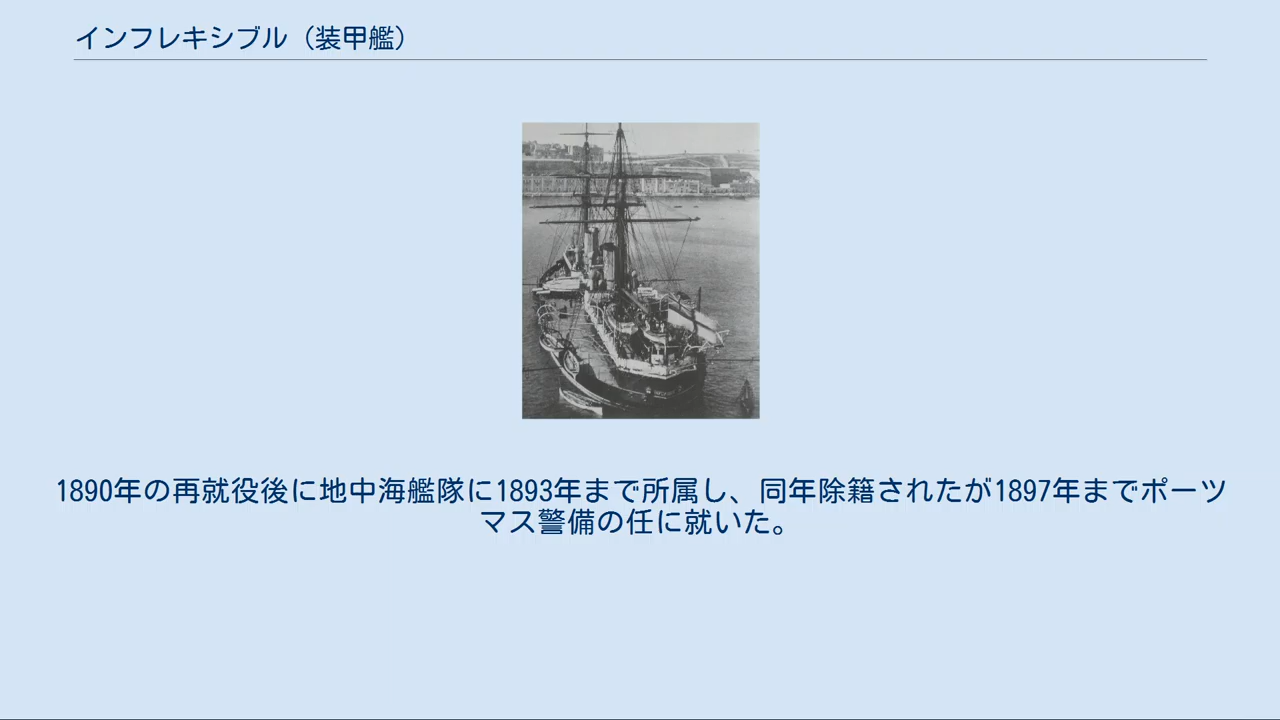 インフレキシブル（装甲艦）
1890年の再就役後に地中海艦隊に1893年まで所属し、同年除籍されたが1897年までポーツ
マス警備の任に就いた。